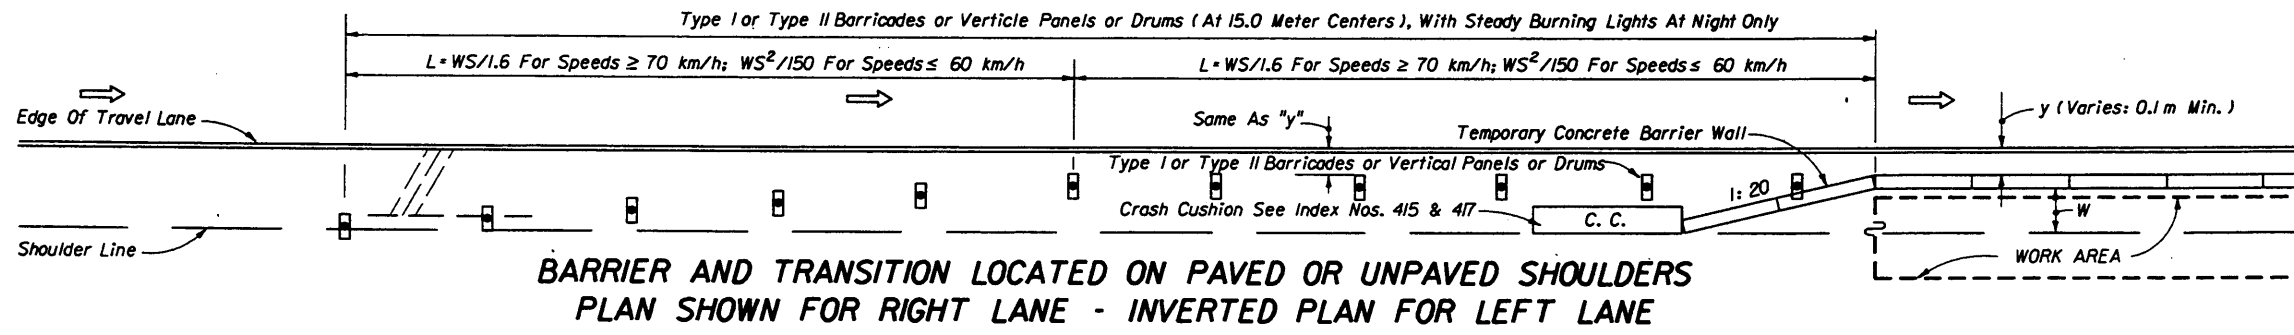 Type I or Type II Barricades or Verticle Panels or Drums (At 15.0 Meter Centers), With Steady Burning Lights At Night Only
L=WS/1.6 For Speeds ≥ 70 km/h; WS²/150 For Speeds ≤ 60 km/h
L=WS/1.6 For Speeds ≥ 70 km/h; WS²/150 For Speeds ≤ 60 km/h
Edge Of Travel Lane
Same As "y"
y (Varies: 0.1 m Min.)
Temporary Concrete Barrier Wall
Type I or Type II Barricades or Vertical Panels or Drums
1:20
Crash Cushion See Index Nos. 415 & 417
C. C.
W
Shoulder Line
WORK AREA
BARRIER AND TRANSITION LOCATED ON PAVED OR UNPAVED SHOULDERS
PLAN SHOWN FOR RIGHT LANE - INVERTED PLAN FOR LEFT LANE